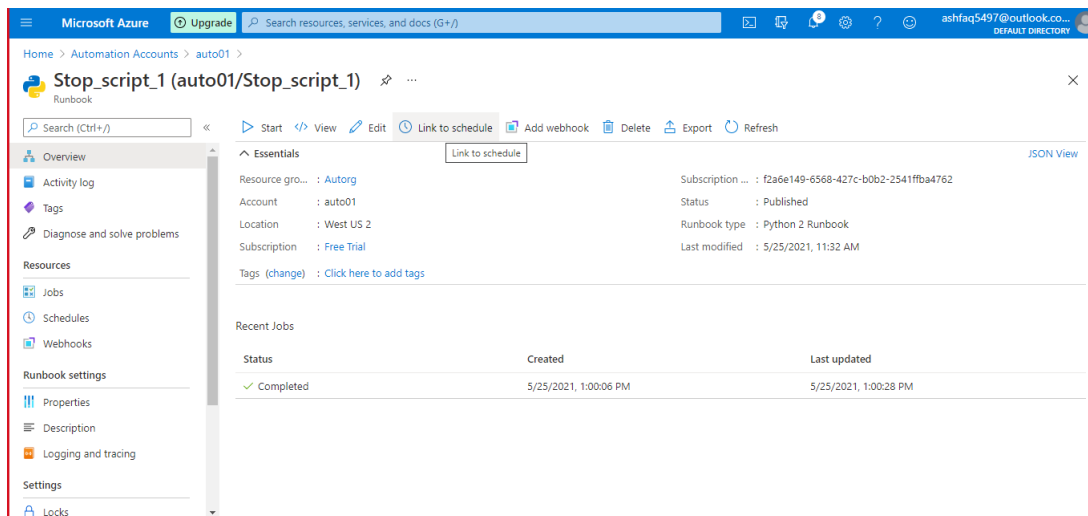 Microsoft Azure
Upgrade
Search resources, services, and docs (G+/)
8
ashfaq5497@outlook.co...
DEFAULT DIRECTORY
Home > Automation Accounts > auto01 >
Stop_script_1 (auto01/Stop_script_1)
Runbook
Search (Ctrl+/)
Overview
Activity log
Tags
Diagnose and solve problems
Resources
Jobs
Schedules
Webhooks
Runbook settings
Properties
Description
Logging and tracing
Settings
Locks
Start View Edit Link to schedule Add webhook Delete Export Refresh
Essentials
Link to schedule
JSON View
Resource gro... : Autorg
Account : auto01
Location : West US 2
Subscription : Free Trial
Subscription ... : f2a6e149-6568-427c-b0b2-2541ffba4762
Status : Published
Runbook type : Python 2 Runbook
Last modified : 5/25/2021, 11:32 AM
Tags (change) : Click here to add tags
Recent Jobs
Status Created Last updated
Completed 5/25/2021, 1:00:06 PM 5/25/2021, 1:00:28 PM